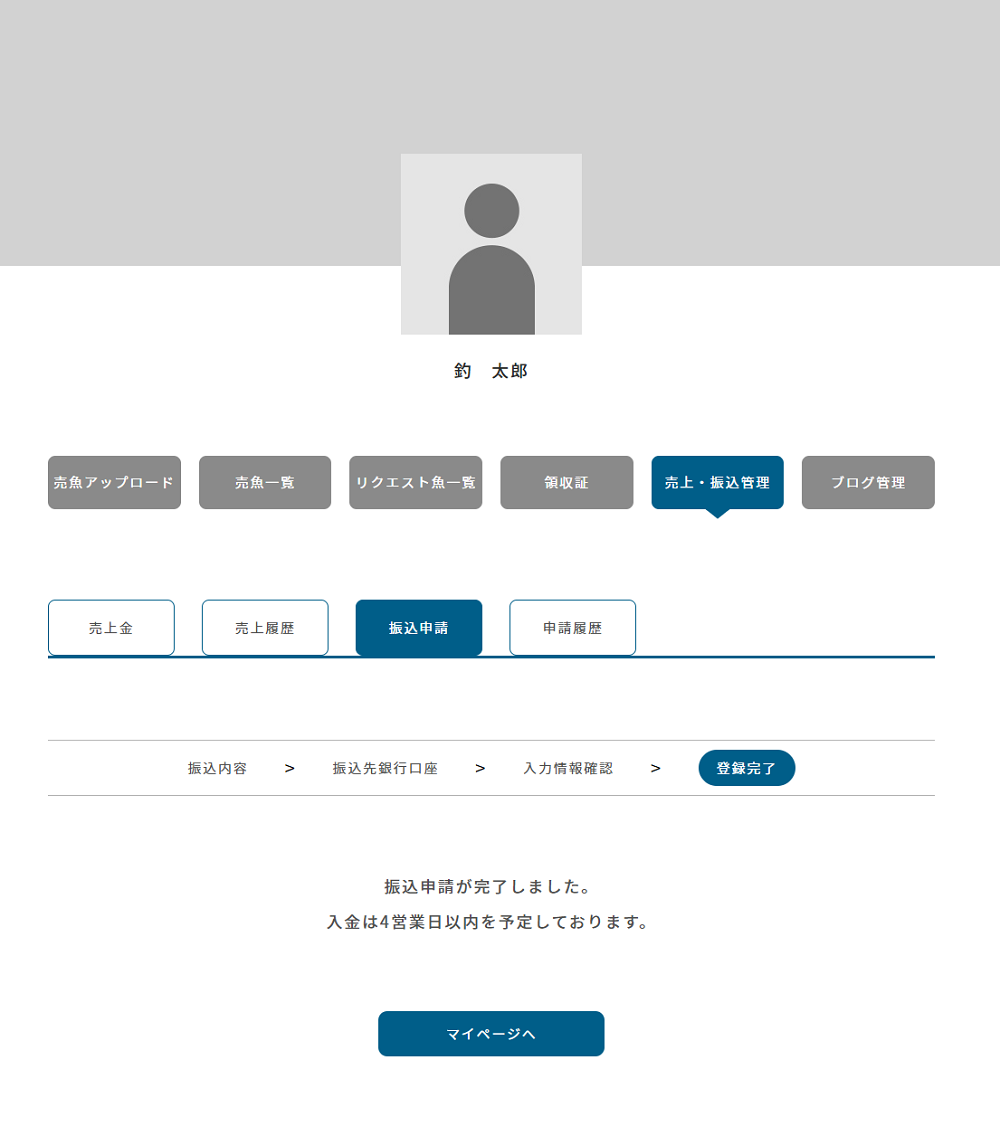 釣　太郎
売魚アップロード 売魚一覧 リクエスト魚一覧 領収証 売上・振込管理 ブログ管理
売上金 売上履歴 振込申請 申請履歴
振込内容 > 振込先銀行口座 > 入力情報確認 > 登録完了
振込申請が完了しました。
入金は4営業日以内を予定しております。
マイページへ